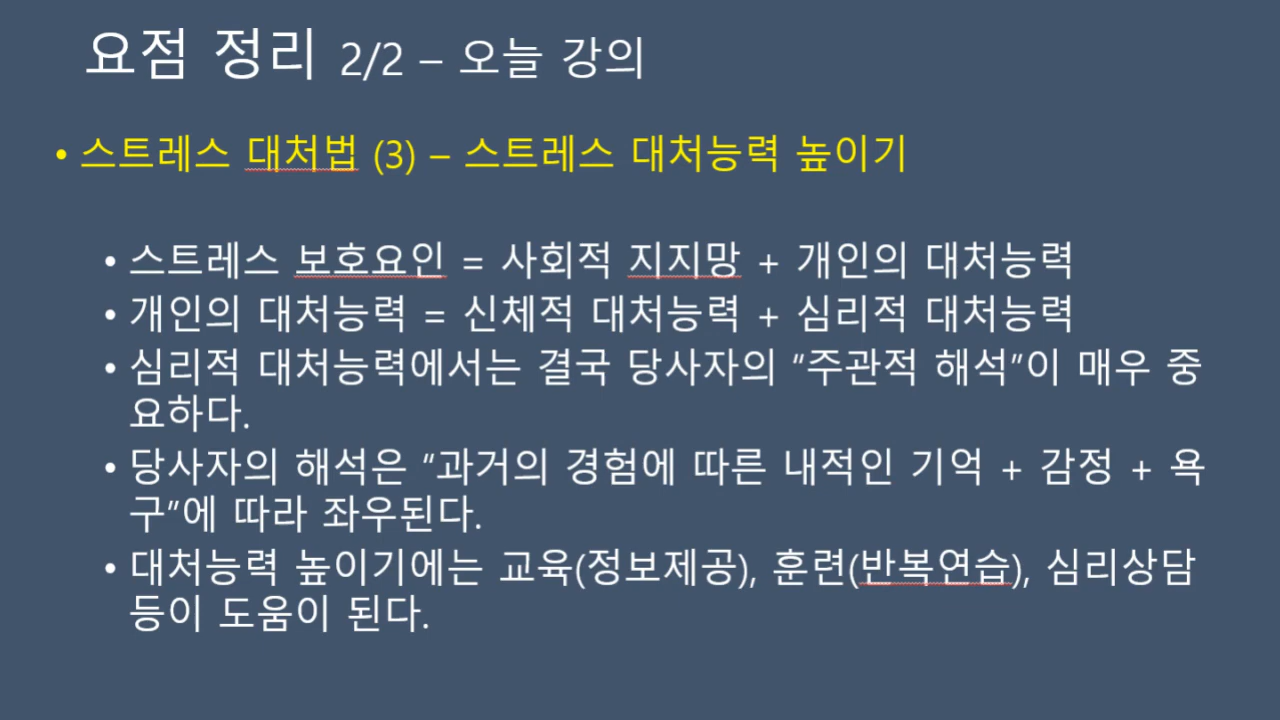 요점 정리 2/2 – 오늘 강의
• 스트레스 대처법 (3) – 스트레스 대처능력 높이기
• 스트레스 보호요인 = 사회적 지지망 + 개인의 대처능력
• 개인의 대처능력 = 신체적 대처능력 + 심리적 대처능력
• 심리적 대처능력에서는 결국 당사자의 ”주관적 해석”이 매우 중
요하다.
• 당사자의 해석은 “과거의 경험에 따른 내적인 기억 + 감정 + 욕
구”에 따라 좌우된다.
• 대처능력 높이기에는 교육(정보제공), 훈련(반복연습), 심리상담
등이 도움이 된다.